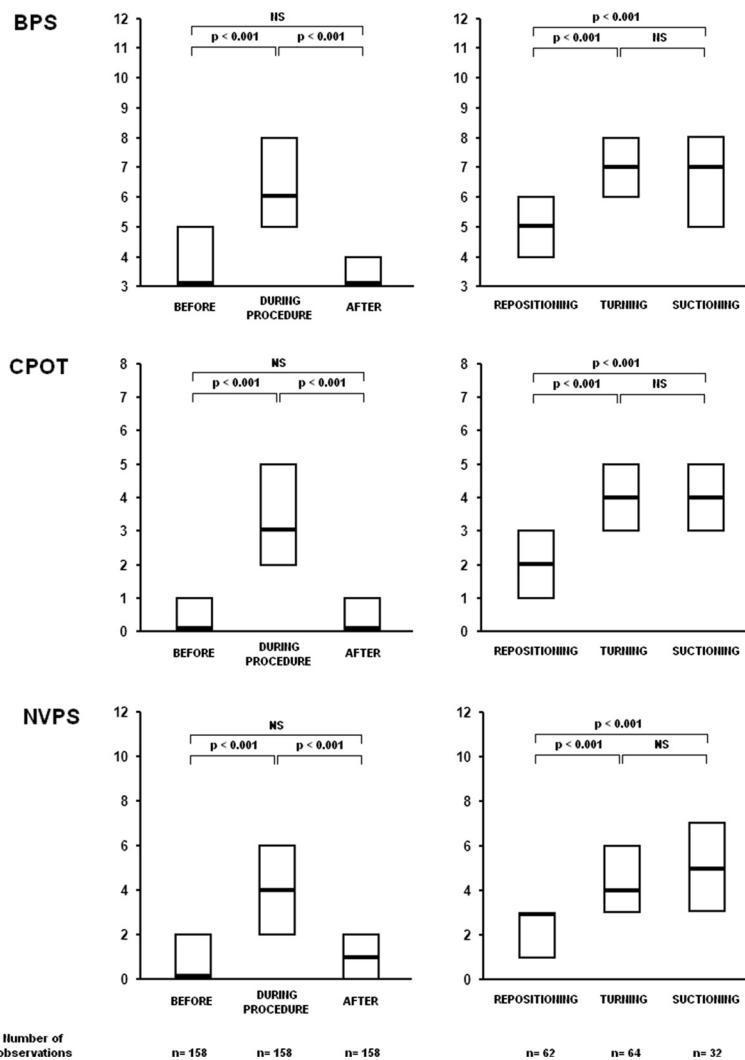 BPS
NS
p < 0.001 p < 0.001
12
11
10
9
8
7
6
5
4
3
BEFORE DURING PROCEDURE AFTER
p < 0.001
p < 0.001 NS
12
11
10
9
8
7
6
5
4
3
REPOSITIONING TURNING SUCTIONING
CPOT
NS
p < 0.001 p < 0.001
8
7
6
5
4
3
2
1
0
BEFORE DURING PROCEDURE AFTER
p < 0.001
p < 0.001 NS
8
7
6
5
4
3
2
1
0
REPOSITIONING TURNING SUCTIONING
NVPS
NS
p < 0.001 p < 0.001
12
10
8
6
4
2
0
BEFORE DURING PROCEDURE AFTER
p < 0.001
p < 0.001 NS
12
10
8
6
4
2
0
REPOSITIONING TURNING SUCTIONING
Number of
n= 158 n= 158 n= 158 n= 62 n= 64 n= 32